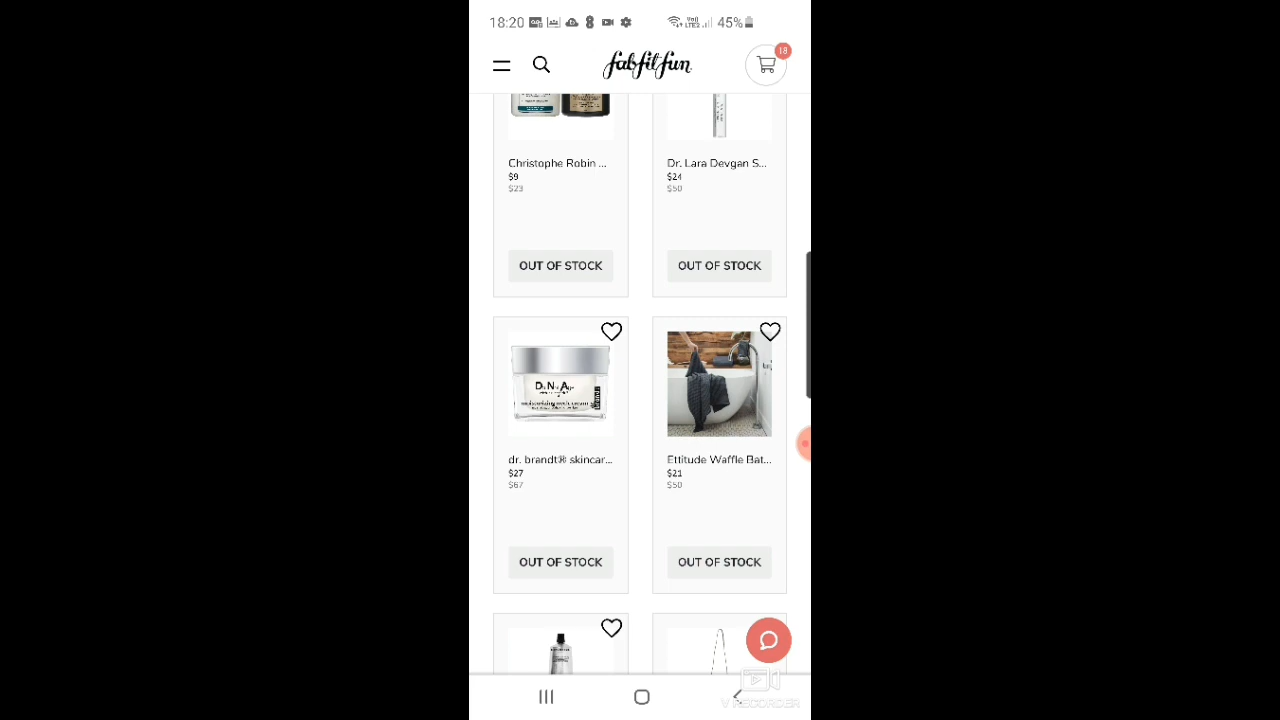 18:20 45%
fabfitfun 18
Christophe Robin ... Dr. Lara Devgan S...
$9 $24
$23 $50
OUT OF STOCK OUT OF STOCK
dr. brandt® skincar... Ettitude Waffle Bat...
$27 $21
$67 $50
OUT OF STOCK OUT OF STOCK